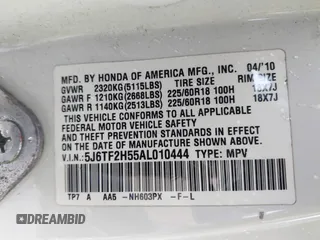 MFD. BY HONDA OF AMERICA MFG., INC. 04/10
TIRE SIZE RIM SIZE
GVWR 2320KG(5115LBS)
GAWR F 1210KG(2668LBS) 225/60R18 100H 18X7J
GAWR R 1140KG(2513LBS) 225/60R18 100H 18X7J
THIS VEHICLE CONFORMS TO ALL APPLICABLE
FEDERAL MOTOR VEHICLE SAFETY, BUMPER,
AND THEFT PREVENTION STANDARDS IN EFFECT
ON THE DATE OF MANUFACTURE SHOWN ABOVE.
V.I.N: 5J6TF2H55AL010444 TYPE: MPV
TP7 A AA5 -NH603PX -F-L
DRIVEDB.CO